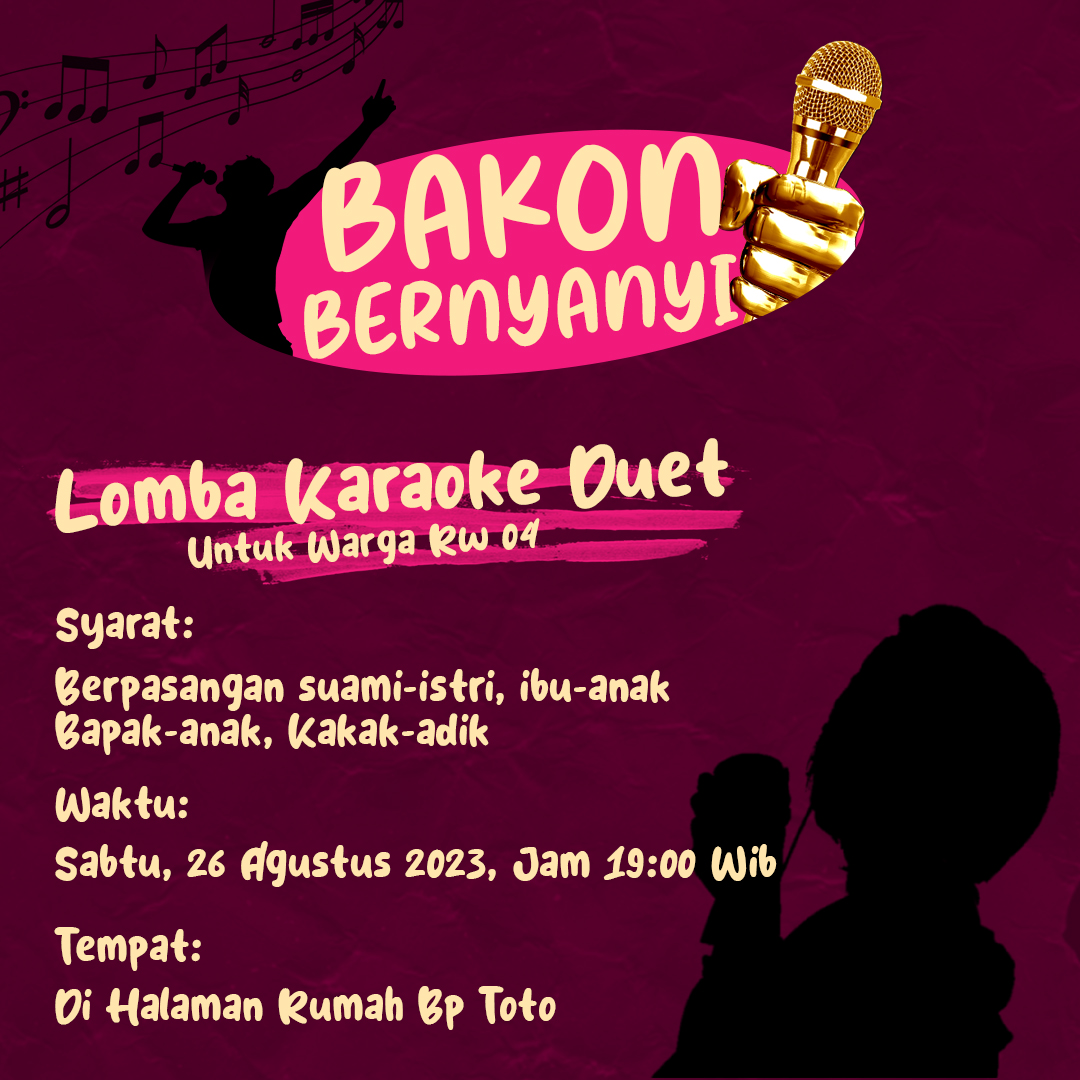 BAKON
BERNYANYI
Lomba Karaoke Duet
Untuk Warga RW 04
Syarat:
Berpasangan suami-istri, ibu-anak
Bapak-anak, Kakak-adik
Waktu:
Sabtu, 26 Agustus 2023, Jam 19:00 Wib
Tempat:
Di Halaman Rumah Bp Toto